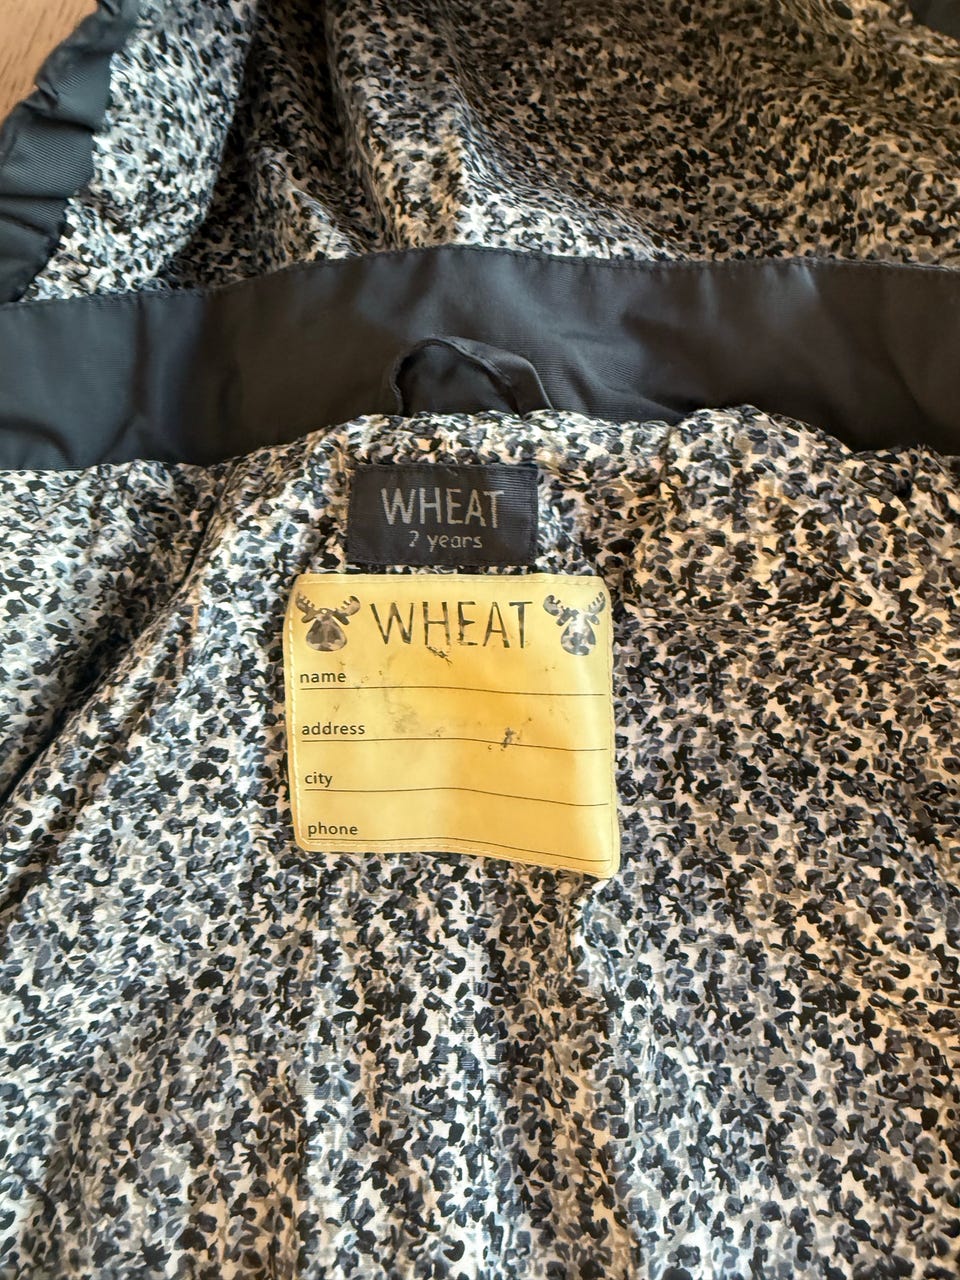 WHEAT
2 years
WHEAT
name
address
city
phone